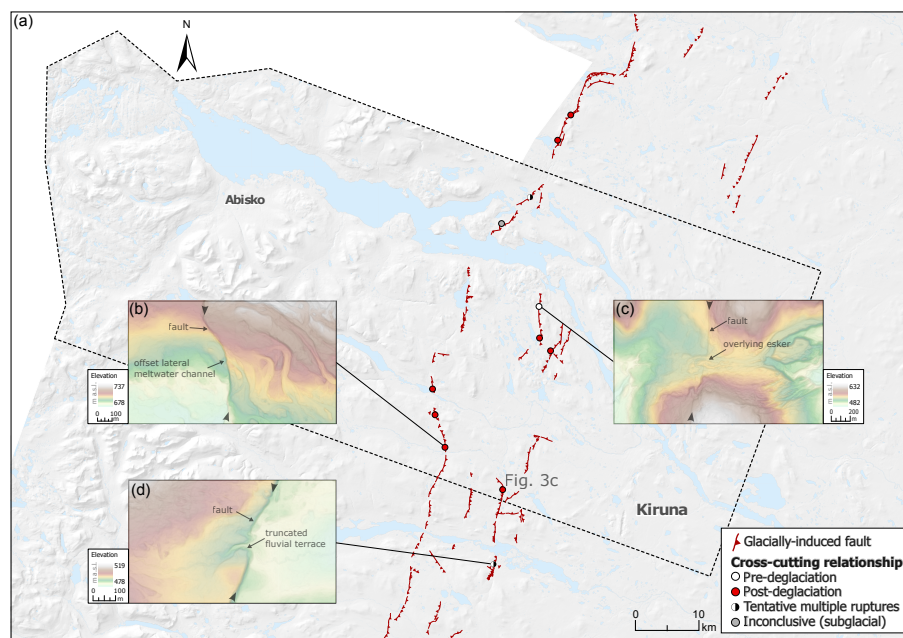 (a)
N
Abisko
(b)
fault
offset lateral
meltwater channel
Elevation
m a.s.l.
737
678
0 100
m
(c)
fault
overlying esker
Elevation
m a.s.l.
632
482
0 200
m
Fig. 3c
Kiruna
(d)
fault
truncated
fluvial terrace
Elevation
m a.s.l.
519
478
0 100
m
Glacially-induced fault
Cross-cutting relationship
Pre-deglaciation
Post-deglaciation
Tentative multiple ruptures
Inconclusive (subglacial)
0 10
km